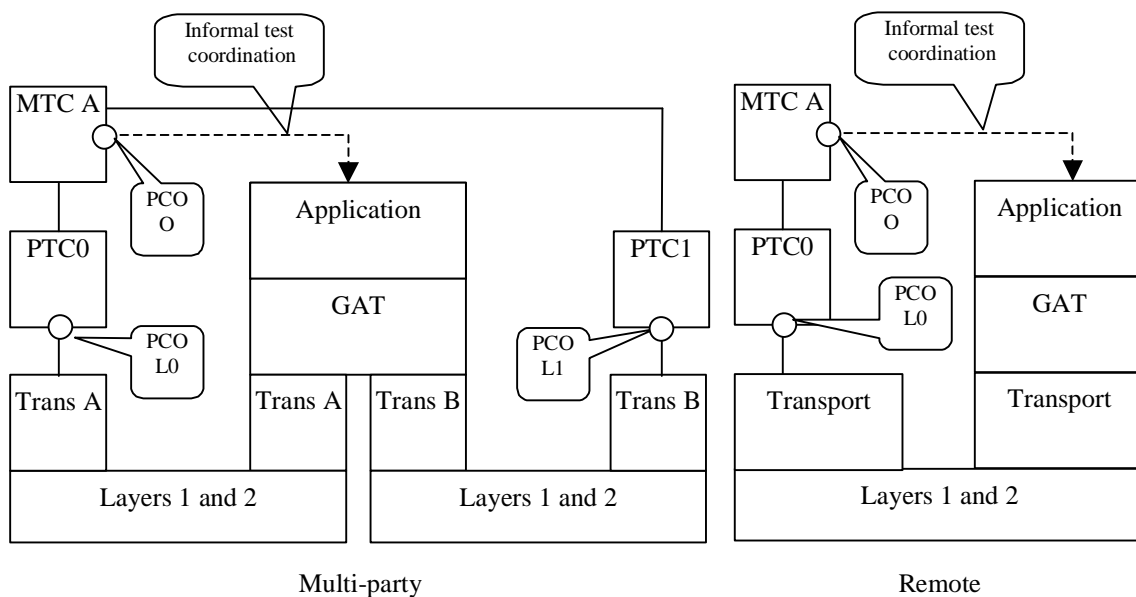 Informal test
coordination
MTC A
PCO
O
Application
PTC0
PTC1
GAT
PCO
L0
PCO
L1
Trans A
Trans A
Trans B
Trans B
Layers 1 and 2
Layers 1 and 2
Multi-party
Informal test
coordination
MTC A
PCO
O
Application
PTC0
PCO
L0
GAT
Transport
Transport
Layers 1 and 2
Remote